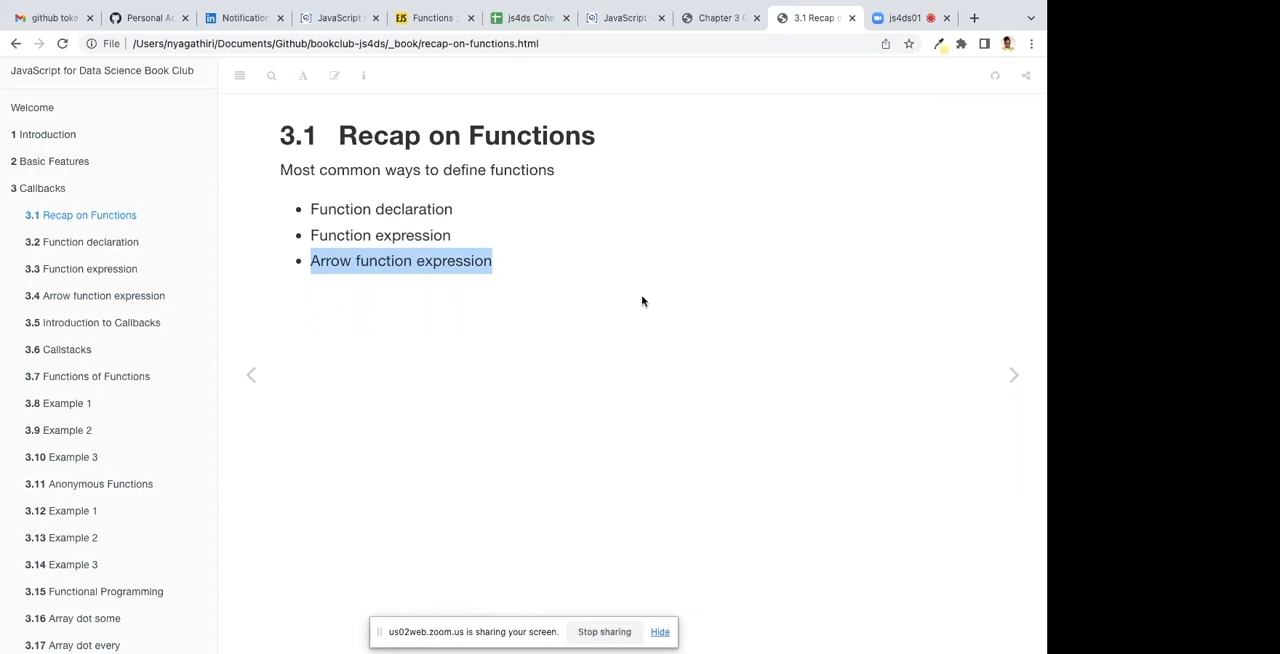 github toke
Personal Ac
Notification
JavaScript
EJS Functions
js4ds Coho
JavaScript
Chapter 3
3.1 Recap o
js4ds01
File /Users/nyagathiri/Documents/Github/bookclub-js4ds/_book/recap-on-functions.html
JavaScript for Data Science Book Club
Welcome
1 Introduction
2 Basic Features
3 Callbacks
3.1 Recap on Functions
3.2 Function declaration
3.3 Function expression
3.4 Arrow function expression
3.5 Introduction to Callbacks
3.6 Callstacks
3.7 Functions of Functions
3.8 Example 1
3.9 Example 2
3.10 Example 3
3.11 Anonymous Functions
3.12 Example 1
3.13 Example 2
3.14 Example 3
3.15 Functional Programming
3.16 Array dot some
3.17 Array dot every
3.1 Recap on Functions
Most common ways to define functions
• Function declaration
• Function expression
• Arrow function expression
us02web.zoom.us is sharing your screen. Stop sharing Hide